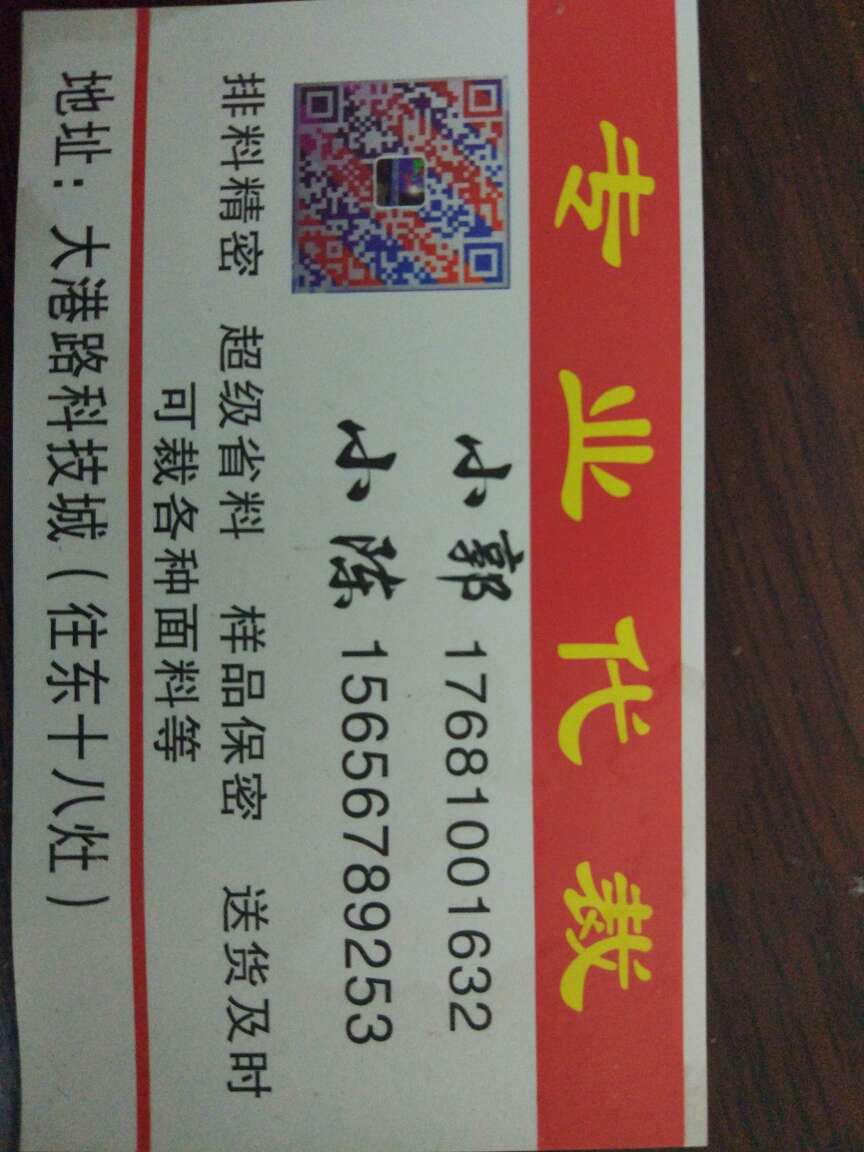 专业代裁
小郭 17681001632
小陈 15656789253
排料精密 超级省料 样品保密 送货及时
可裁各种面料等
地址：大港路科技城（往东十八灶）